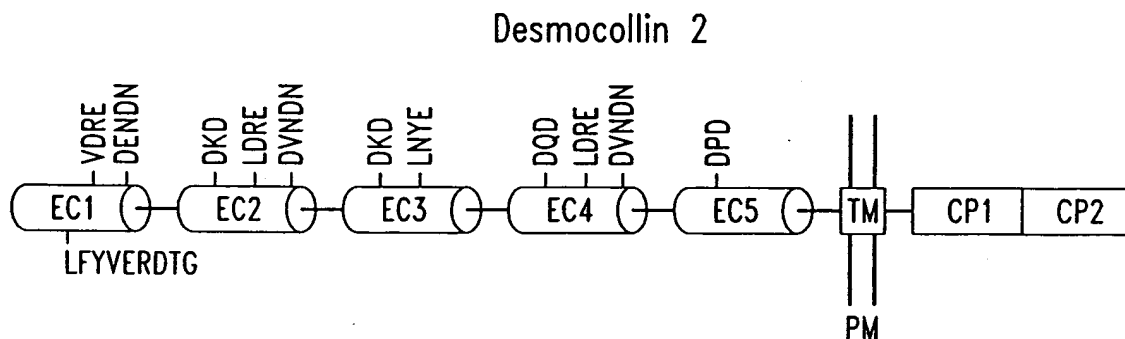 Desmocollin 2
VDRE DENDN DKD LDRE DVNDN DKD LNYE DQD LDRE DVNDN DPD
EC1 EC2 EC3 EC4 EC5 TM CP1 CP2
LFYVERDTG
PM